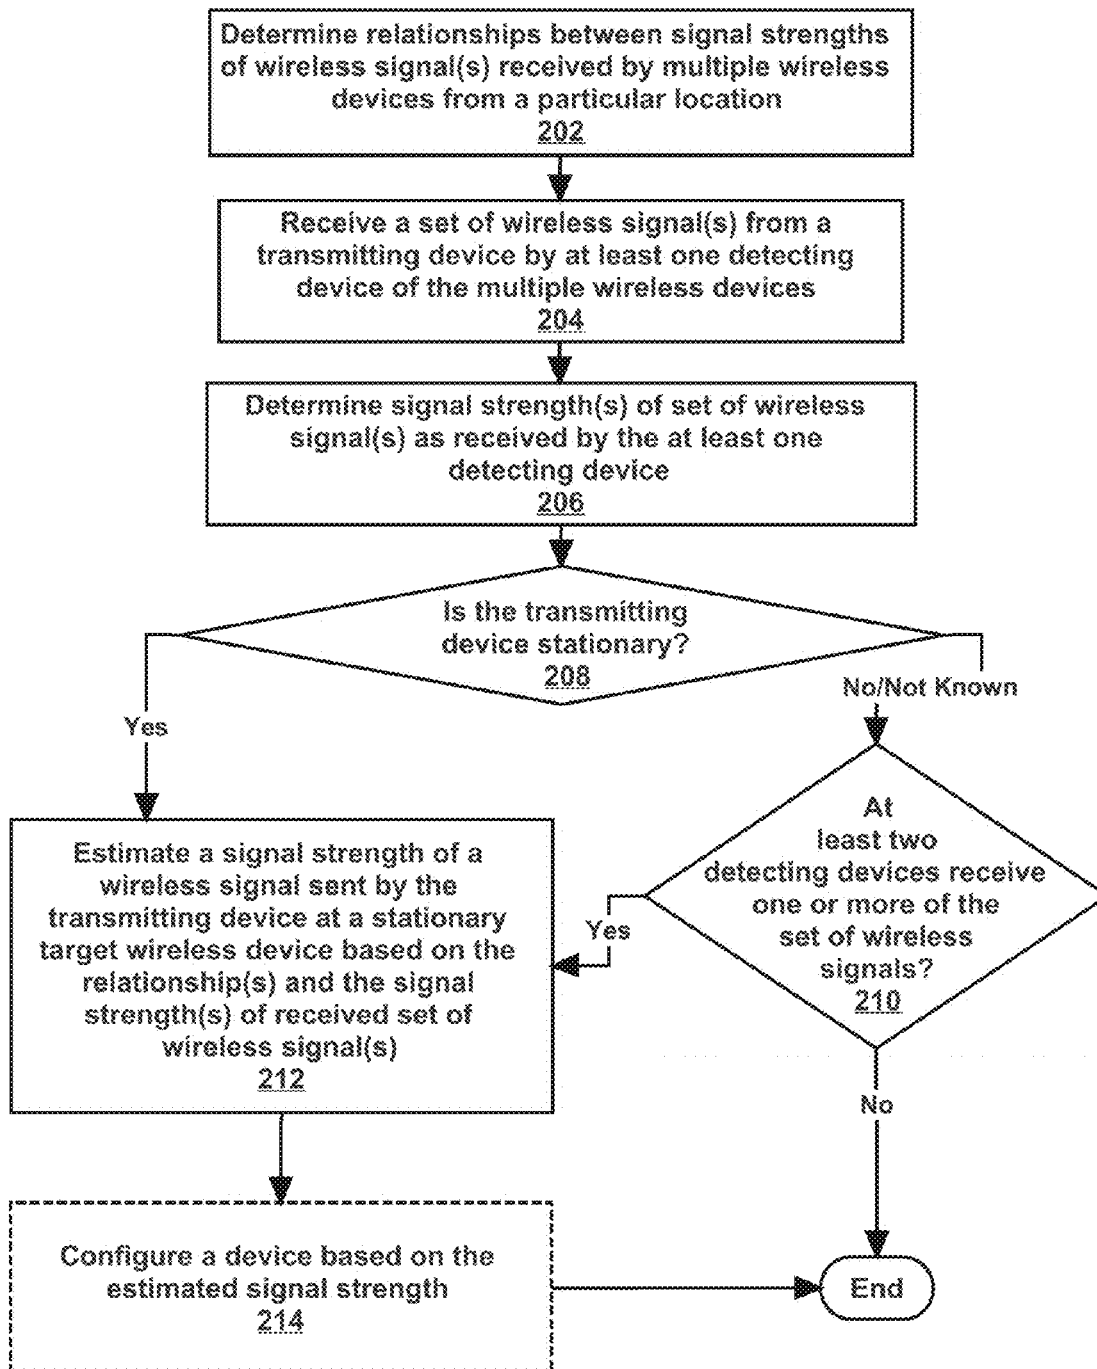 Determine relationships between signal strengths
of wireless signal(s) received by multiple wireless
devices from a particular location
202
Receive a set of wireless signal(s) from a
transmitting device by at least one detecting
device of the multiple wireless devices
204
Determine signal strength(s) of set of wireless
signal(s) as received by the at least one
detecting device
206
Is the transmitting
device stationary?
208
Yes
No/Not Known
At
least two
detecting devices receive
one or more of the
set of wireless
signals?
210
Yes
No
Estimate a signal strength of a
wireless signal sent by the
transmitting device at a stationary
target wireless device based on the
relationship(s) and the signal
strength(s) of received set of
wireless signal(s)
212
Configure a device based on the
estimated signal strength
214
End